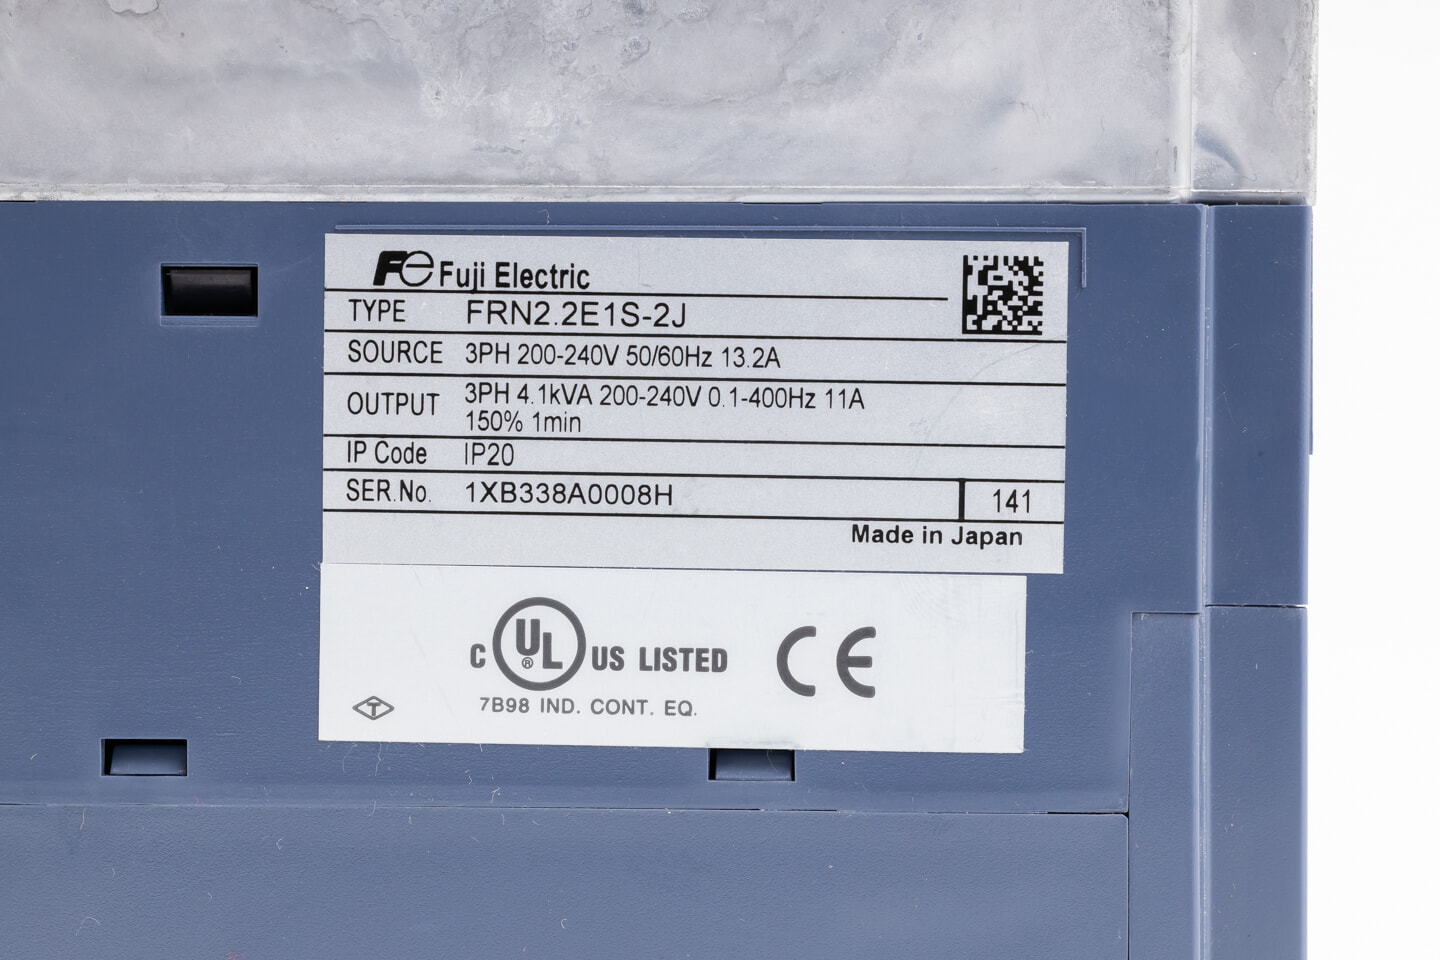 Fe Fuji Electric
TYPE FRN2.2E1S-2J
SOURCE 3PH 200-240V 50/60Hz 13.2A
OUTPUT 3PH 4.1kVA 200-240V 0.1-400Hz 11A
150% 1min
IP Code IP20
SER.No. 1XB338A0008H 141
Made in Japan
C UL ® US LISTED CE
7B98 IND. CONT. EQ.
T